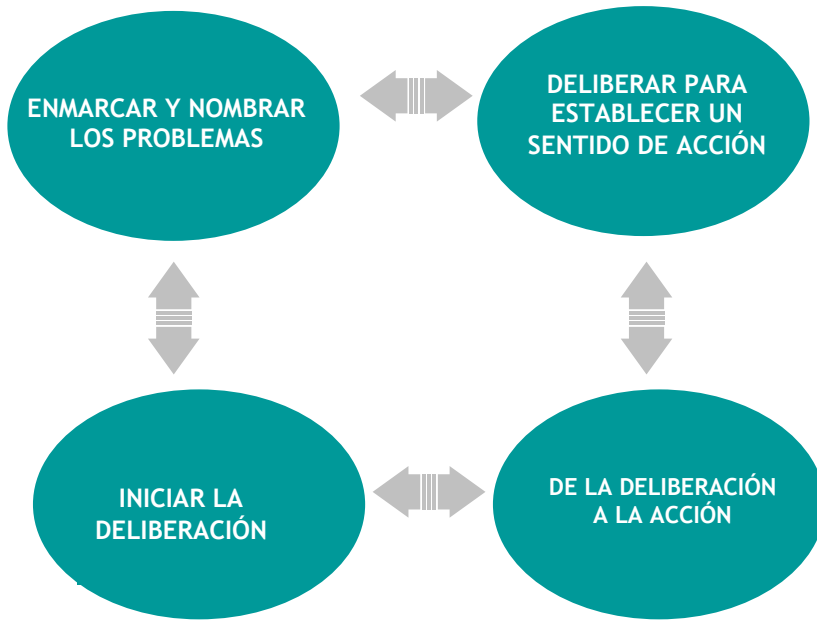 ENMARCAR Y NOMBRAR
LOS PROBLEMAS
DELIBERAR PARA
ESTABLECER UN
SENTIDO DE ACCIÓN
INICIAR LA
DELIBERACIÓN
DE LA DELIBERACIÓN
A LA ACCIÓN